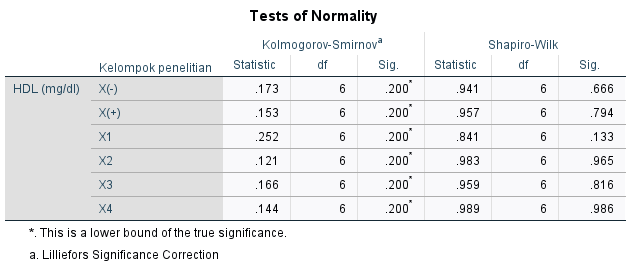 Tests of Normality
Kolmogorov-Smirnovᵃ Shapiro-Wilk
Kelompok penelitian Statistic df Sig. Statistic df Sig.
HDL (mg/dl) X(-) .173 6 .200* .941 6 .666
X(+) .153 6 .200* .957 6 .794
X1 .252 6 .200* .841 6 .133
X2 .121 6 .200* .983 6 .965
X3 .166 6 .200* .959 6 .816
X4 .144 6 .200* .989 6 .986
*. This is a lower bound of the true significance.
a. Lilliefors Significance Correction